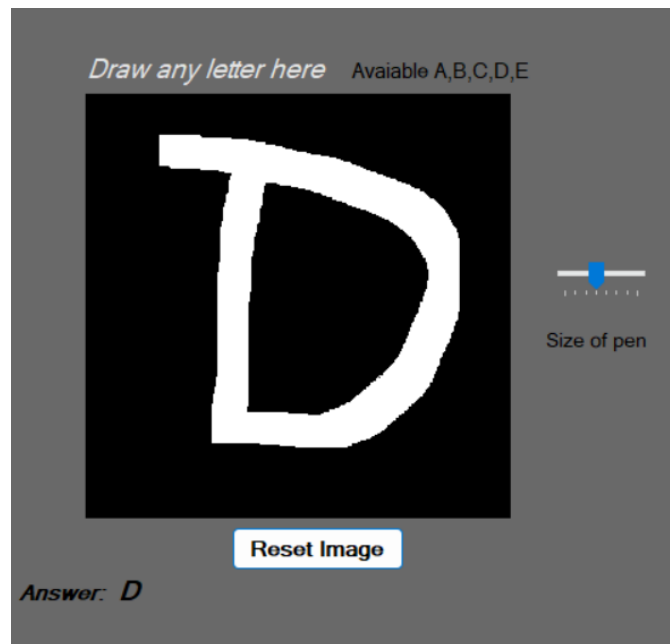 Draw any letter here Avaiable A,B,C,D,E
D
Size of pen
Reset Image
Answer: D